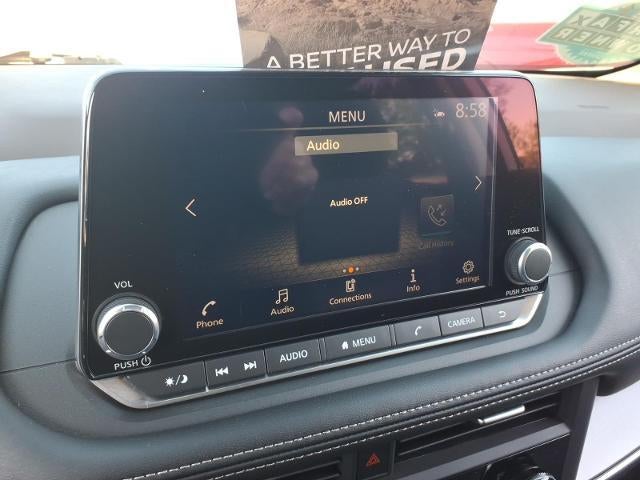 A BETTER WAY TO
USED
MENU
8:58
Audio
Audio OFF
Call History
TUNE·SCROLL
VOL
Phone
Audio
Connections
Info
Settings
PUSH SOUND
PUSH
AUDIO
MENU
CAMERA